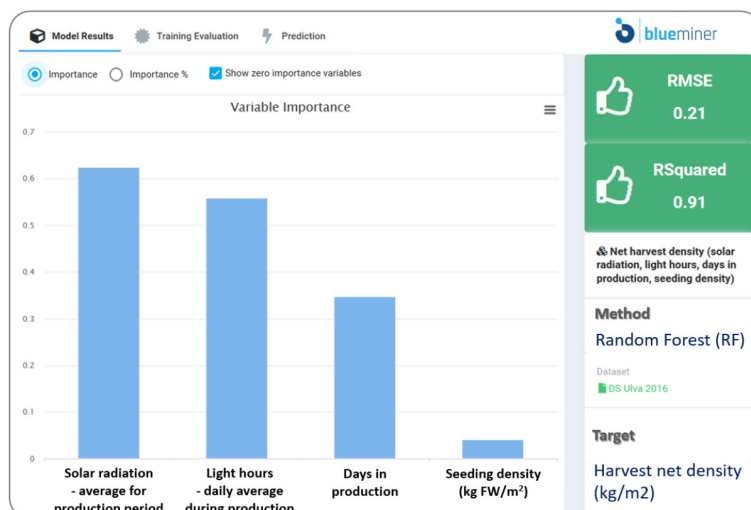 Model Results
Training Evaluation
Prediction
blueminer
Importance
Importance %
Show zero importance variables
Variable Importance
0.7
0.6
0.5
0.4
0.3
0.2
0.1
0
Solar radiation
- average for
production period
Light hours
- daily average
during production
Days in
production
Seeding density
(kg FW/m²)
RMSE
0.21
RSquared
0.91
Net harvest density (solar
radiation, light hours, days in
production, seeding density)
Method
Random Forest (RF)
Dataset
DS Ulva 2016
Target
Harvest net density
(kg/m2)